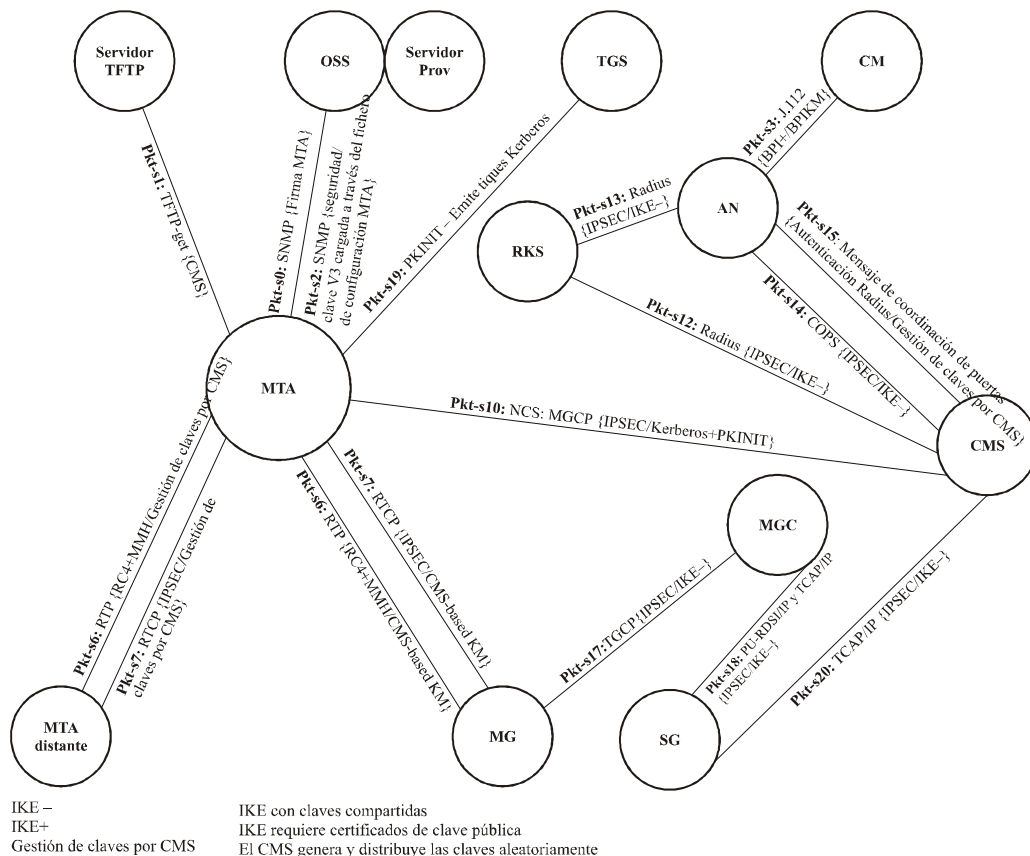 Servidor
TFTP
OSS
Servidor
Prov
TGS
CM
Pkt-s1: TFTP-get {CMS}
Pkt-s0: SNMP {Firma MTA}
Pkt-s2: SNMP {seguridad/
clave V3 cargada a través del fichero
de configuración MTA}
Pkt-s19: PKINIT – Emite tiques Kerberos
Pkt-s3: J.112
{BPI+/BPIKM}
Pkt-s13: Radius
{IPSEC/IKE–}
AN
RKS
Pkt-s15: Mensaje de coordinación de puertas
{Autenticación Radius/Gestión de claves por CMS}
Pkt-s14: COPS {IPSEC/IKE–}
Pkt-s12: Radius {IPSEC/IKE–}
MTA
Pkt-s10: NCS: MGCP {IPSEC/Kerberos+PKINIT}
CMS
Pkt-s6: RTP {RC4+MMH/Gestión de claves por CMS}
Pkt-s7: RTCP {IPSEC/Gestión de
claves por CMS}
Pkt-s7: RTCP {IPSEC/CMS-based KM}
Pkt-s6: RTP {RC4+MMH/CMS-based KM}
MGC
Pkt-s17:TGCP{IPSEC/IKE–}
Pkt-s18: PU-RDSI/IP y TCAP/IP
{IPSEC/IKE–}
Pkt-s20: TCAP/IP {IPSEC/IKE–}
MTA
distante
MG
SG
IKE – IKE con claves compartidas
IKE+ IKE requiere certificados de clave pública
Gestión de claves por CMS El CMS genera y distribuye las claves aleatoriamente